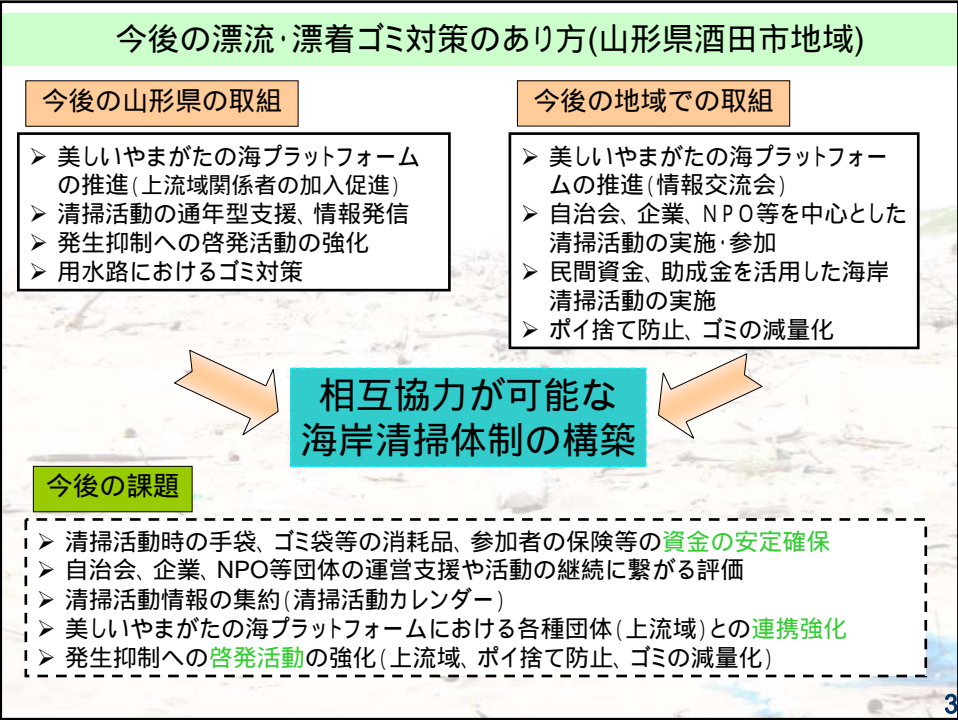 今後の漂流･漂着ゴミ対策のあり方(山形県酒田市地域)
今後の山形県の取組
➢ 美しいやまがたの海プラットフォーム
の推進(上流域関係者の加入促進)
➢ 清掃活動の通年型支援、情報発信
➢ 発生抑制への啓発活動の強化
➢ 用水路におけるゴミ対策
今後の地域での取組
➢ 美しいやまがたの海プラットフォー
ムの推進(情報交流会)
➢ 自治会、企業、NPO等を中心とした
清掃活動の実施･参加
➢ 民間資金、助成金を活用した海岸
清掃活動の実施
➢ ポイ捨て防止、ゴミの減量化
相互協力が可能な
海岸清掃体制の構築
今後の課題
➢ 清掃活動時の手袋、ゴミ袋等の消耗品、参加者の保険等の資金の安定確保
➢ 自治会、企業、NPO等団体の運営支援や活動の継続に繋がる評価
➢ 清掃活動情報の集約(清掃活動カレンダー)
➢ 美しいやまがたの海プラットフォームにおける各種団体(上流域)との連携強化
➢ 発生抑制への啓発活動の強化(上流域、ポイ捨て防止、ゴミの減量化)
3